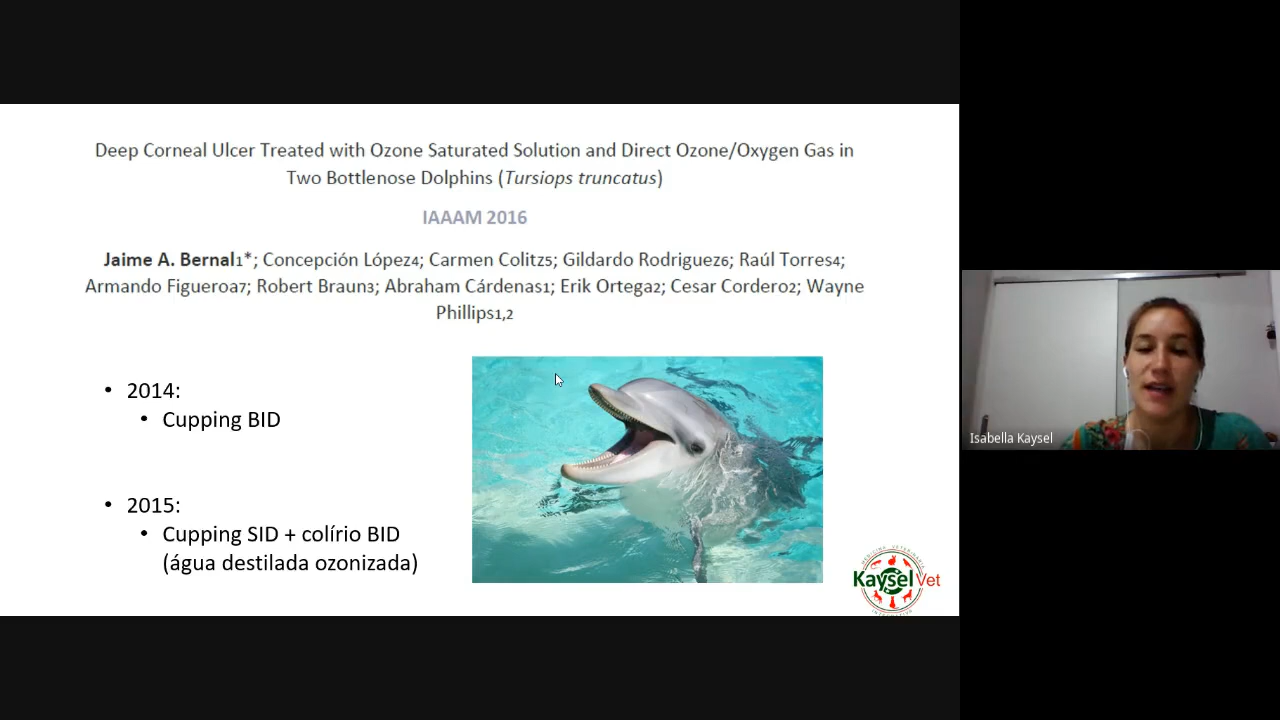 Deep Corneal Ulcer Treated with Ozone Saturated Solution and Direct Ozone/Oxygen Gas in
Two Bottlenose Dolphins (Tursiops truncatus)
IAAAM 2016
Jaime A. Bernal1*; Concepción López4; Carmen Colitz5; Gildardo Rodriguez6; Raúl Torres4;
Armando Figueroa7; Robert Braun3; Abraham Cárdenas1; Erik Ortega2; Cesar Cordero2; Wayne
Phillips1,2
• 2014:
• Cupping BID
• 2015:
• Cupping SID + colírio BID
(água destilada ozonizada)
Kaysel Vet
Isabella Kaysel